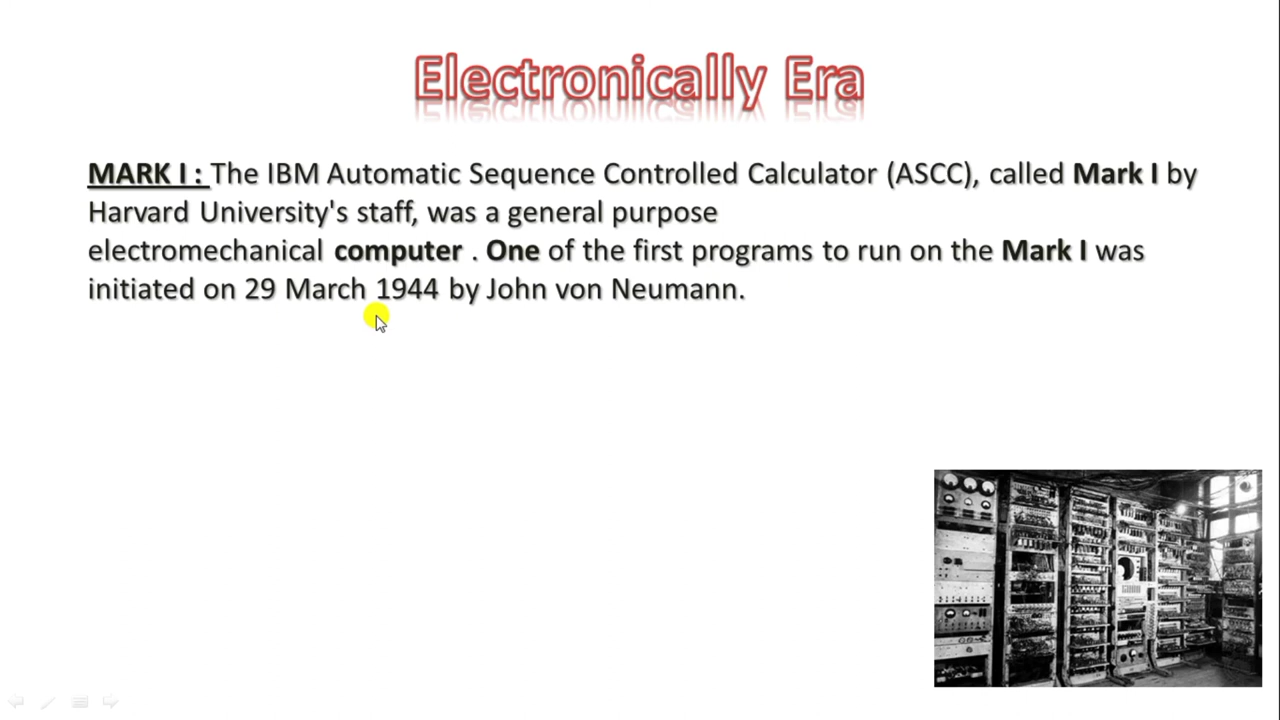 Electronically Era
MARK I : The IBM Automatic Sequence Controlled Calculator (ASCC), called Mark I by
Harvard University's staff, was a general purpose
electromechanical computer . One of the first programs to run on the Mark I was
initiated on 29 March 1944 by John von Neumann.